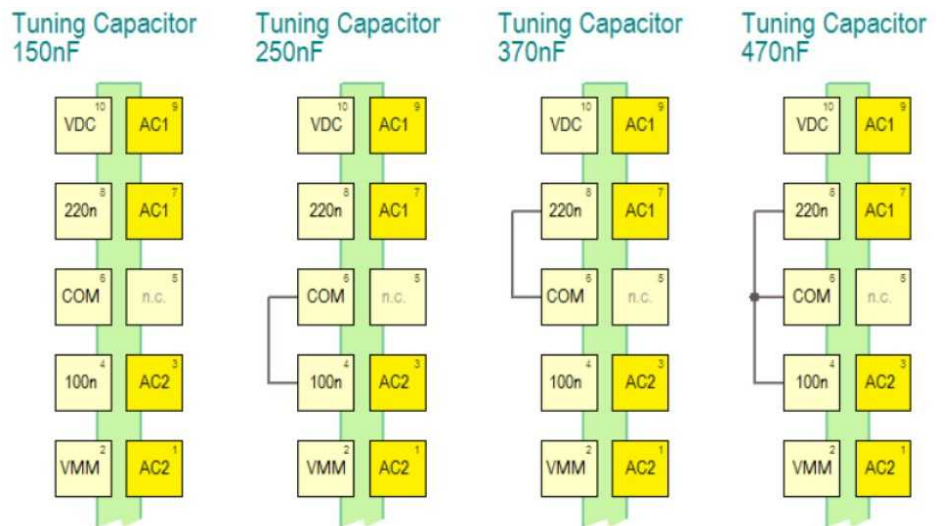 Tuning Capacitor
150nF
10
VDC
9
AC1
8
220n
7
AC1
6
COM
5
n.c.
4
100n
3
AC2
2
VMM
1
AC2
Tuning Capacitor
250nF
10
VDC
9
AC1
8
220n
7
AC1
6
COM
5
n.c.
4
100n
3
AC2
2
VMM
1
AC2
Tuning Capacitor
370nF
10
VDC
9
AC1
8
220n
7
AC1
6
COM
5
n.c.
4
100n
3
AC2
2
VMM
1
AC2
Tuning Capacitor
470nF
10
VDC
9
AC1
8
220n
7
AC1
6
COM
5
n.c.
4
100n
3
AC2
2
VMM
1
AC2